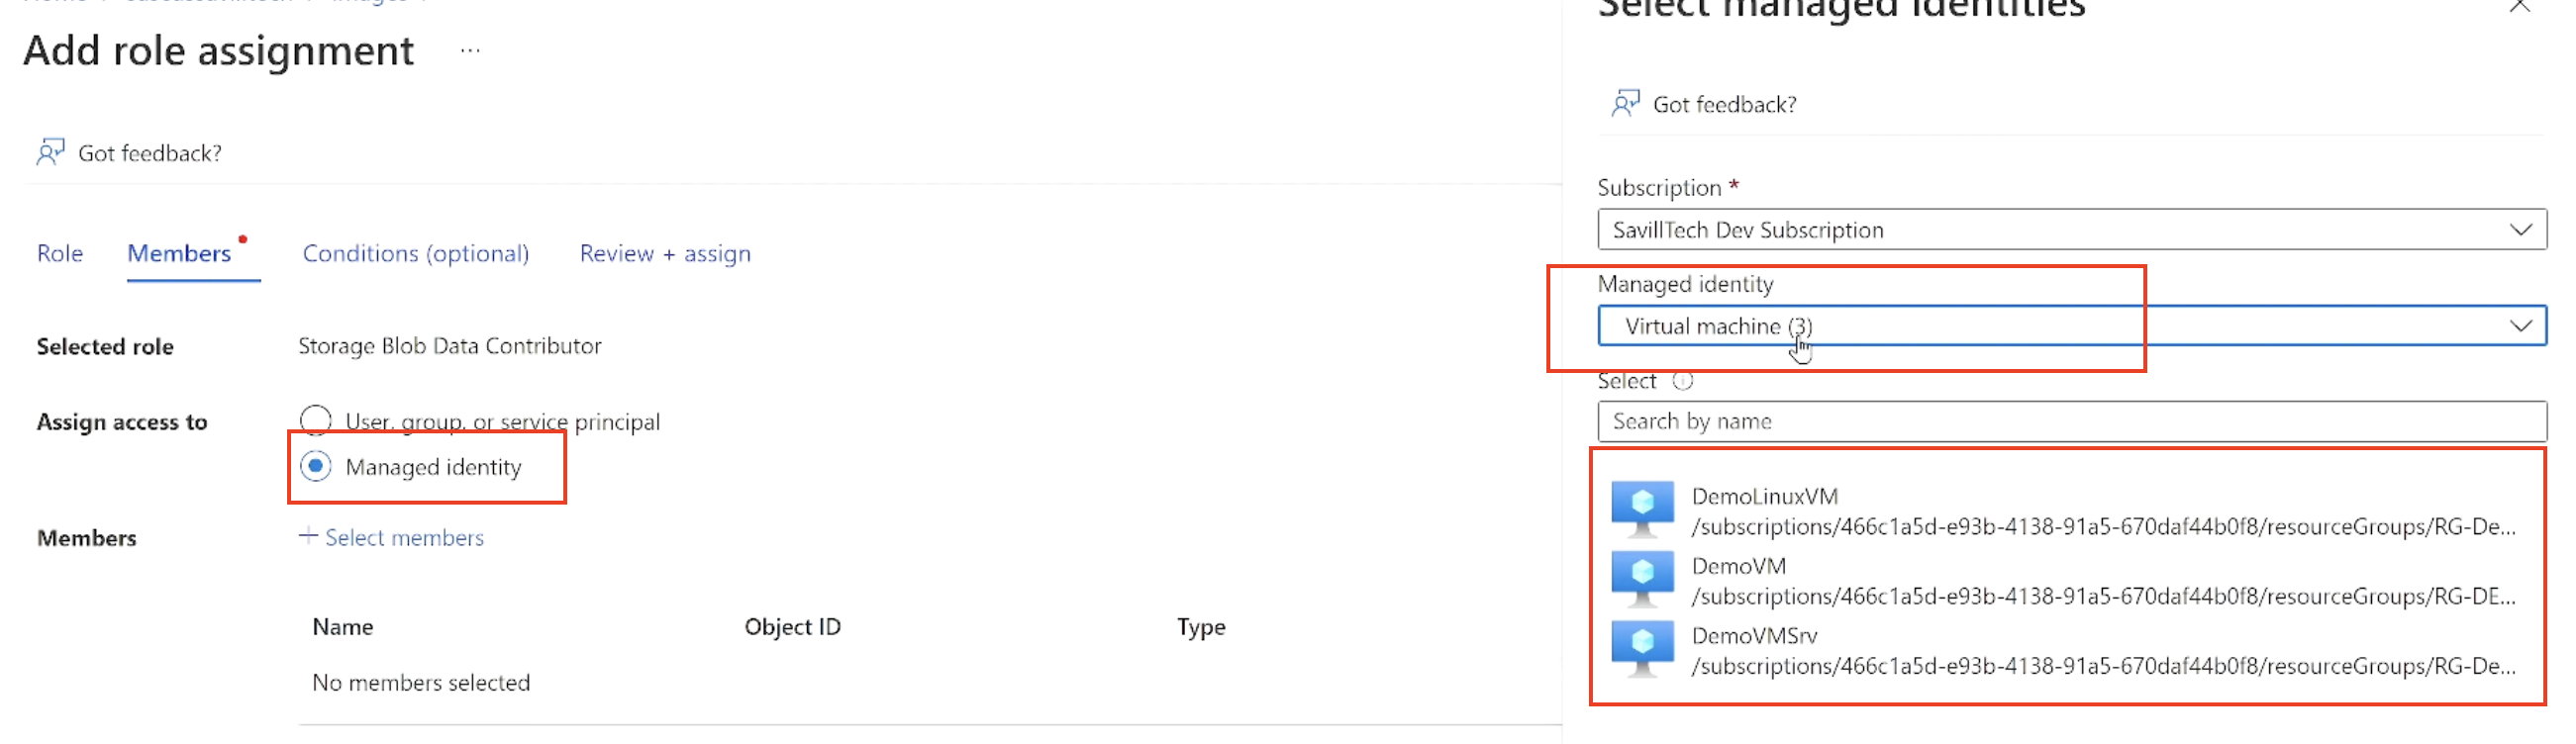 Add role assignment ...
Got feedback?
Role
Members
Conditions (optional)
Review + assign
Selected role
Storage Blob Data Contributor
Assign access to
User, group, or service principal
Managed identity
Members
+ Select members
Name
Object ID
Type
No members selected
Select managed identities
Got feedback?
Subscription *
SavillTech Dev Subscription
Managed identity
Virtual machine (3)
Select
Search by name
DemoLinuxVM
/subscriptions/466c1a5d-e93b-4138-91a5-670daf44b0f8/resourceGroups/RG-De...
DemoVM
/subscriptions/466c1a5d-e93b-4138-91a5-670daf44b0f8/resourceGroups/RG-DE...
DemoVMSrv
/subscriptions/466c1a5d-e93b-4138-91a5-670daf44b0f8/resourceGroups/RG-De...